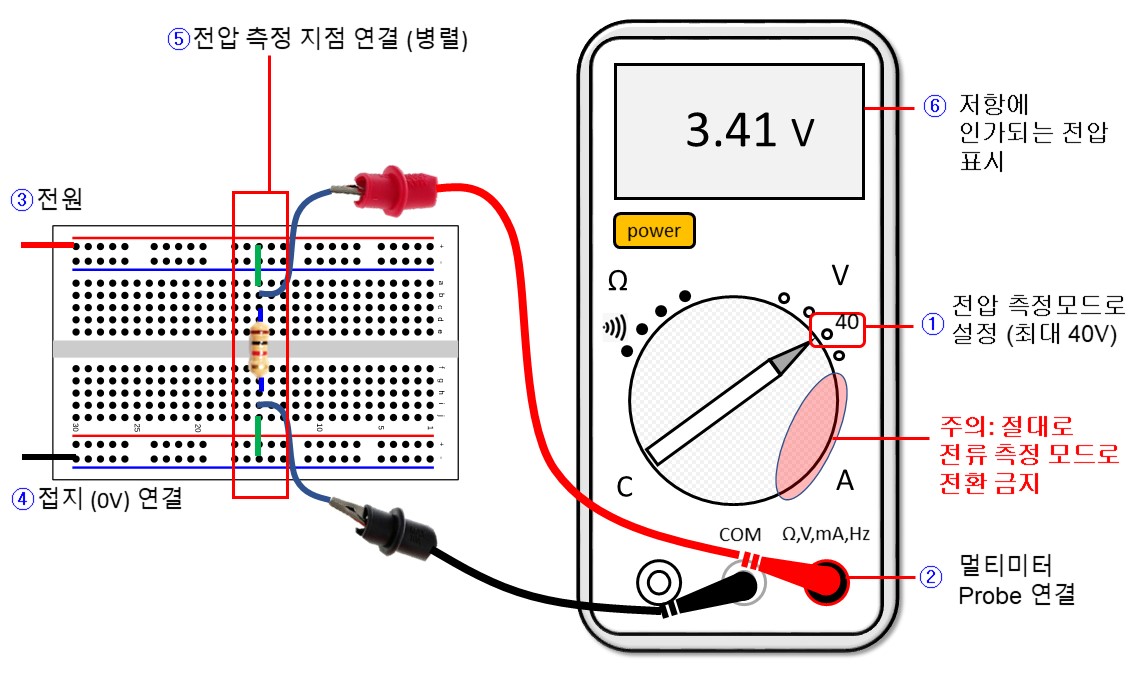 ⑤전압 측정 지점 연결 (병렬)
3.41 V
⑥ 저항에
인가되는 전압
표시
③전원
power
Ω
V
40
① 전압 측정모드로
설정 (최대 40V)
+
-
a
b
c
d
e
f
g
h
i
j
30
25
20
10
5
1
+
-
주의: 절대로
전류 측정 모드로
전환 금지
④접지 (0V) 연결
C
A
COM
Ω,V,mA,Hz
② 멀티미터
Probe 연결